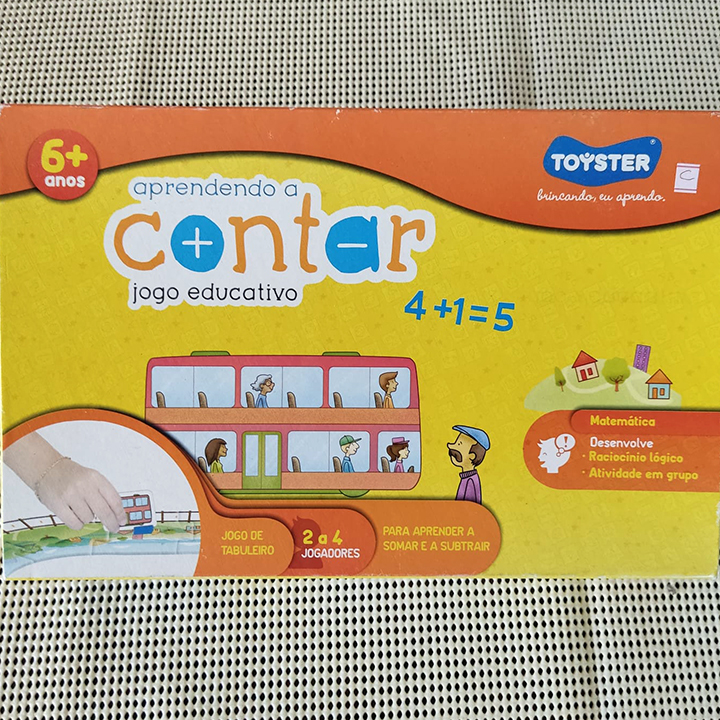 6+
anos
aprendendo a
contar
jogo educativo
4+1=5
TOYSTER®
brincando, eu aprendo.
C
Matemática
Desenvolve
• Raciocínio lógico
• Atividade em grupo
JOGO DE
TABULEIRO
2 a 4
JOGADORES
PARA APRENDER A
SOMAR E A SUBTRAIR